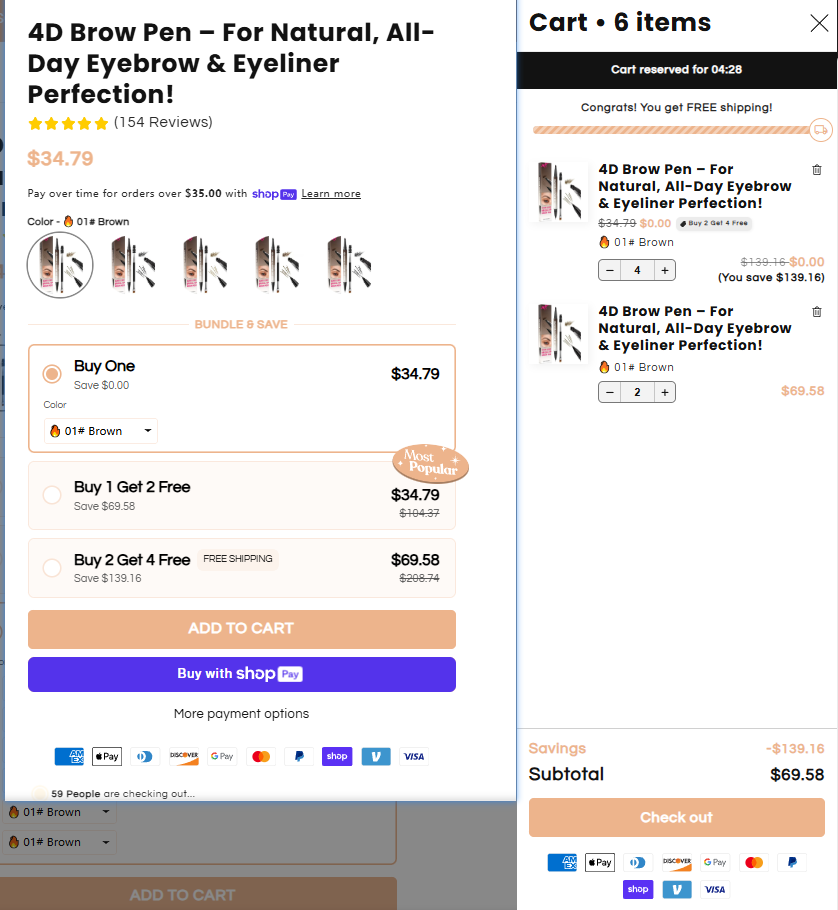 4D Brow Pen – For Natural, All-
Day Eyebrow & Eyeliner
Perfection!
(154 Reviews)
$34.79
Pay over time for orders over $35.00 with shop Pay Learn more
Color - 01# Brown
BUNDLE & SAVE
Buy One
Save $0.00
$34.79
Color
01# Brown
Most
Popular
Buy 1 Get 2 Free
Save $69.58
$34.79
$104.37
Buy 2 Get 4 Free FREE SHIPPING
Save $139.16
$69.58
$208.74
ADD TO CART
Buy with shop Pay
More payment options
AMEX Pay DISCOVER G Pay shop VISA
59 People are checking out...
01# Brown
01# Brown
ADD TO CART
Cart • 6 items
Cart reserved for 04:28
Congrats! You get FREE shipping!
4D Brow Pen – For
Natural, All-Day Eyebrow
& Eyeliner Perfection!
$34.79 $0.00 Buy 2 Get 4 Free
01# Brown
− 4 +
$139.16 $0.00
(You save $139.16)
4D Brow Pen – For
Natural, All-Day Eyebrow
& Eyeliner Perfection!
01# Brown
− 2 +
$69.58
Savings -$139.16
Subtotal $69.58
Check out
AMEX Pay DISCOVER G Pay
shop VISA